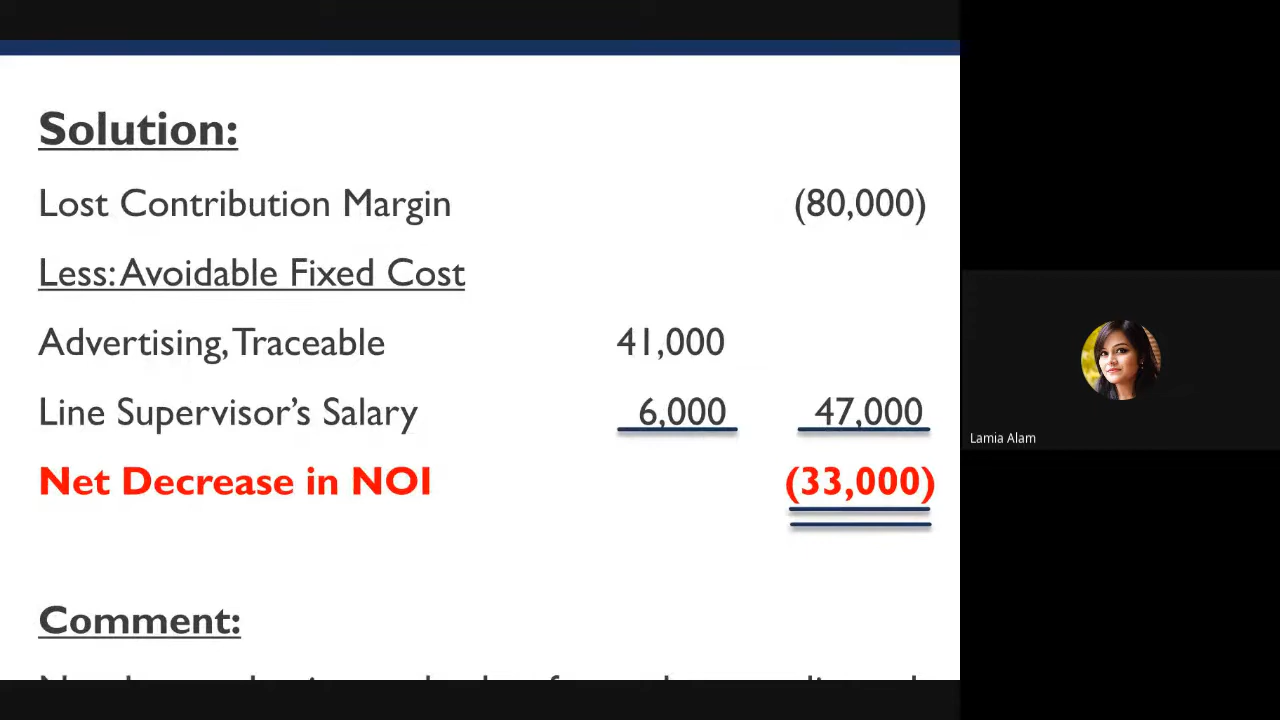 Solution:
Lost Contribution Margin (80,000)
Less: Avoidable Fixed Cost
Advertising, Traceable 41,000
Line Supervisor's Salary 6,000 47,000
Net Decrease in NOI (33,000)
Comment:
Lamia Alam